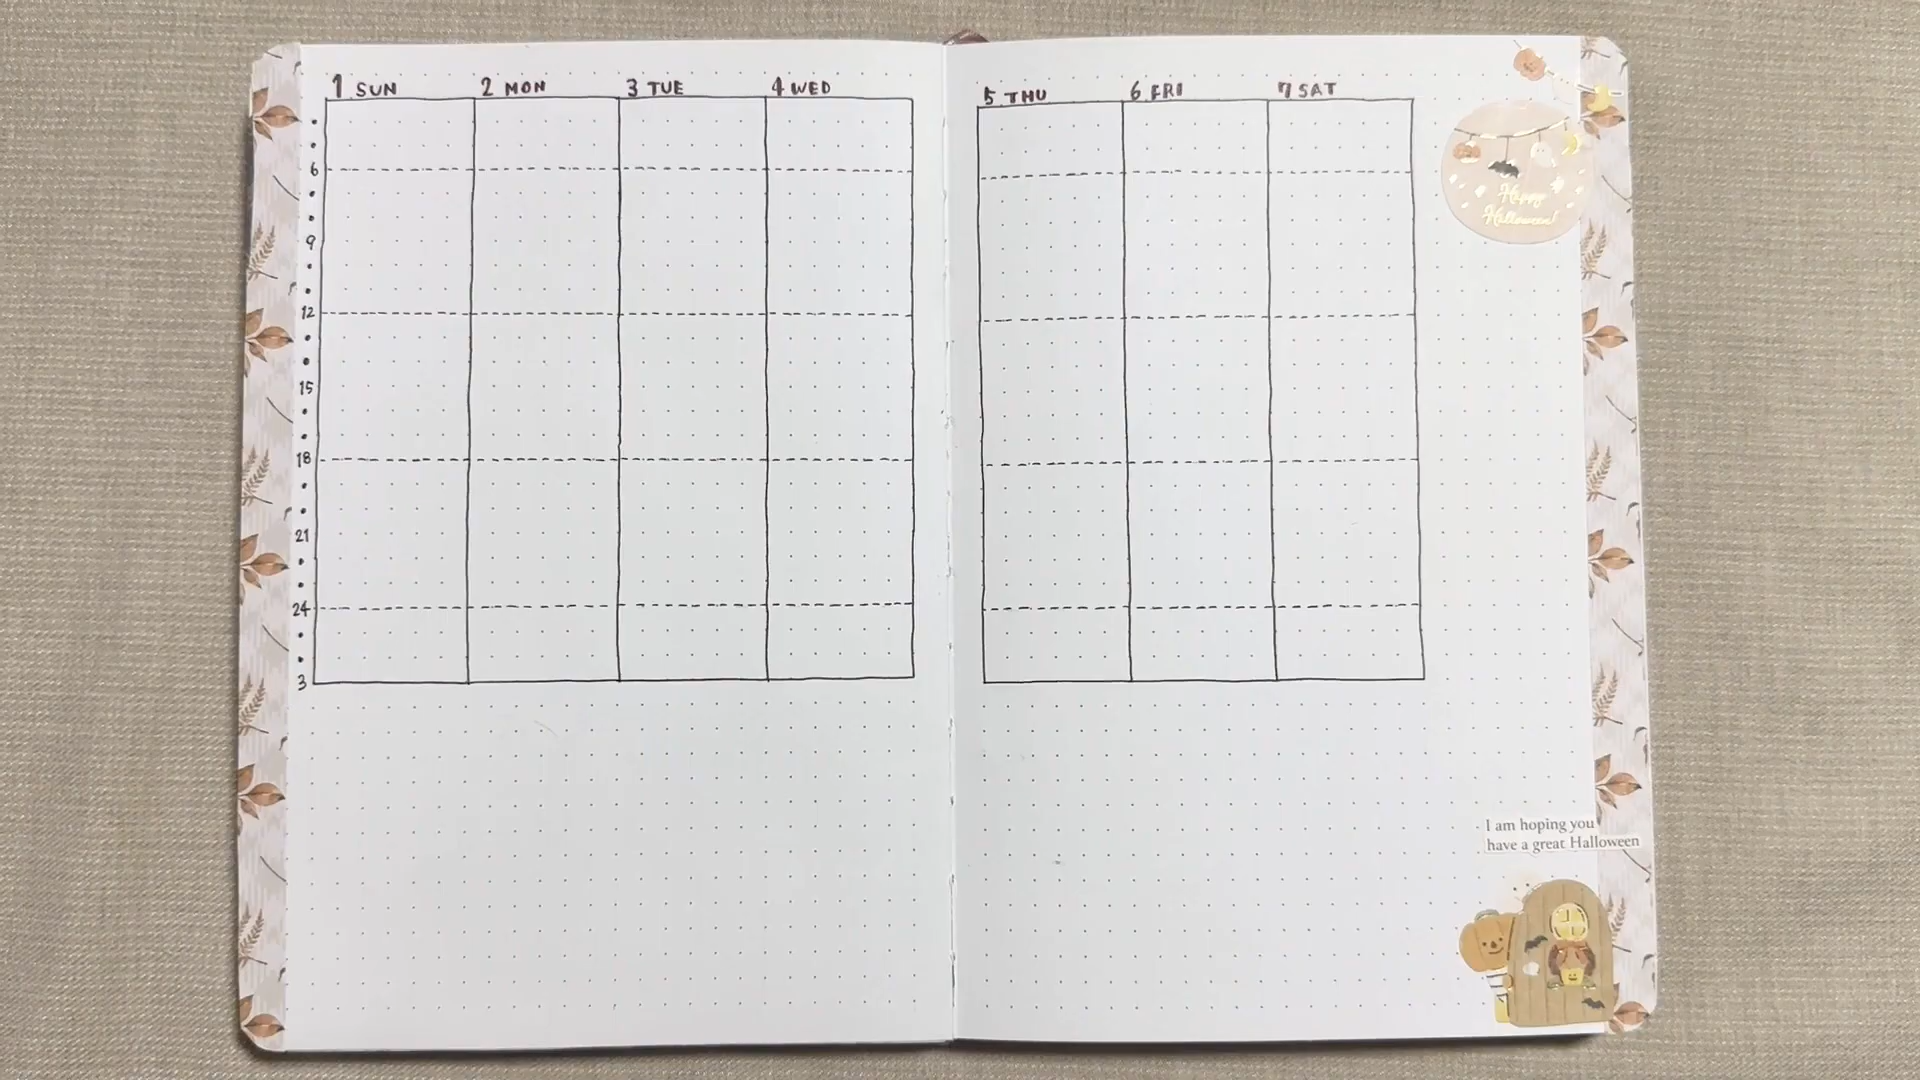 1 SUN
2 MON
3 TUE
4 WED
5 THU
6 FRI
7 SAT
6
9
12
15
18
21
24
3
Happy
Halloween!
I am hoping you
have a great Halloween